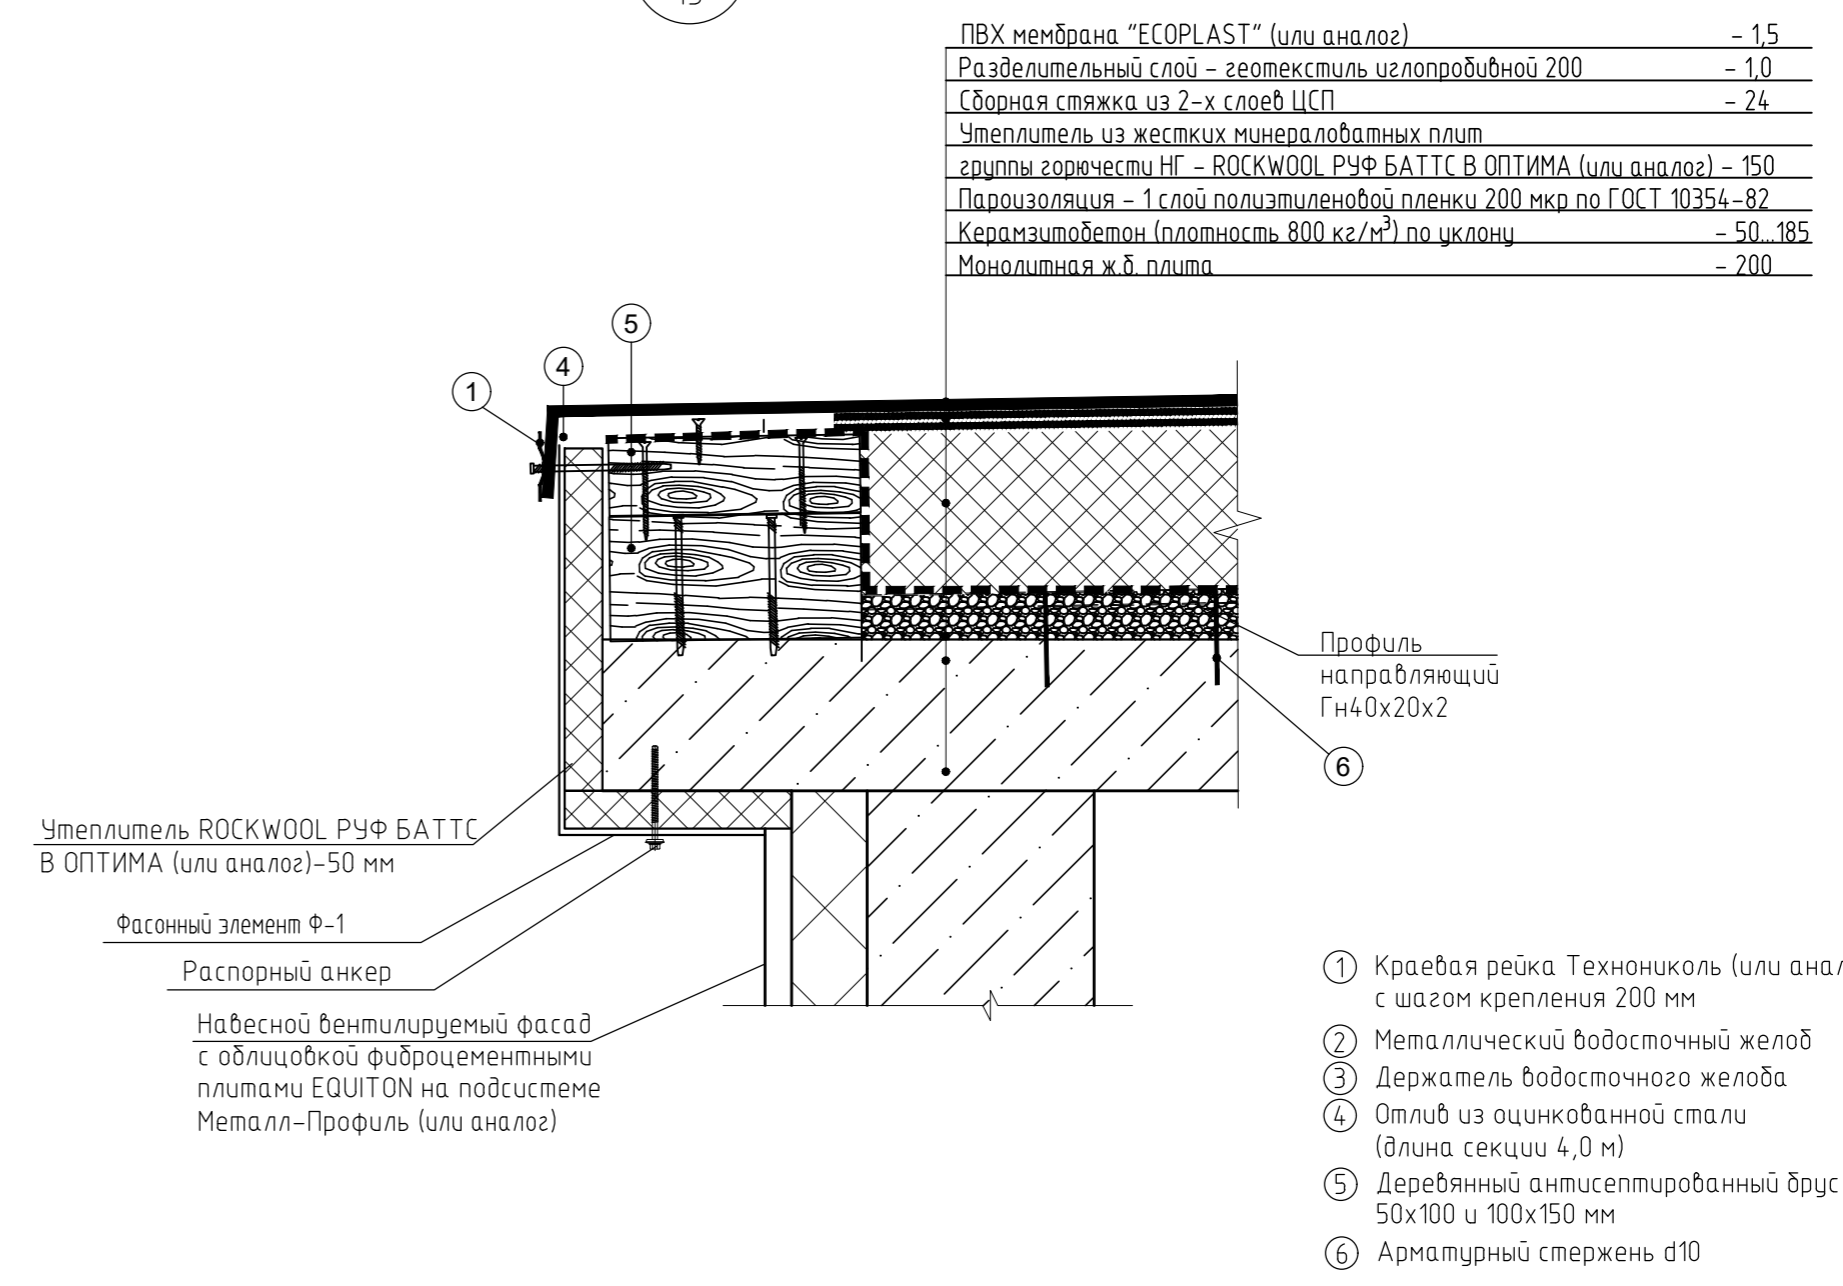 ПВХ мембрана "ECOPLAST" (или аналог) - 1,5
Разделительный слой - геотекстиль иглопробивной 200 - 1,0
Сборная стяжка из 2-х слоев ЦСП - 24
Утеплитель из жестких минераловатных плит
группы горючести НГ - ROCKWOOL РУФ БАТТС В ОПТИМА (или аналог) - 150
Пароизоляция - 1 слой полиэтиленовой пленки 200 мкр по ГОСТ 10354-82
Керамзитобетон (плотность 800 кг/м³) по уклону - 50...185
Монолитная ж.б. плита - 200
5
4
1
Профиль
направляющий
Гн40х20х2
6
Утеплитель ROCKWOOL РУФ БАТТС
В ОПТИМА (или аналог)-50 мм
Фасонный элемент Ф-1
Распорный анкер
Навесной вентилируемый фасад
с облицовкой фиброцементными
плитами EQUITON на подсистеме
Металл-Профиль (или аналог)
1 Краевая рейка Технониколь (или анал
с шагом крепления 200 мм
2 Металлический водосточный желоб
3 Держатель водосточного желоба
4 Отлив из оцинкованной стали
(длина секции 4,0 м)
5 Деревянный антисептированный брус
50х100 и 100х150 мм
6 Арматурный стержень d10